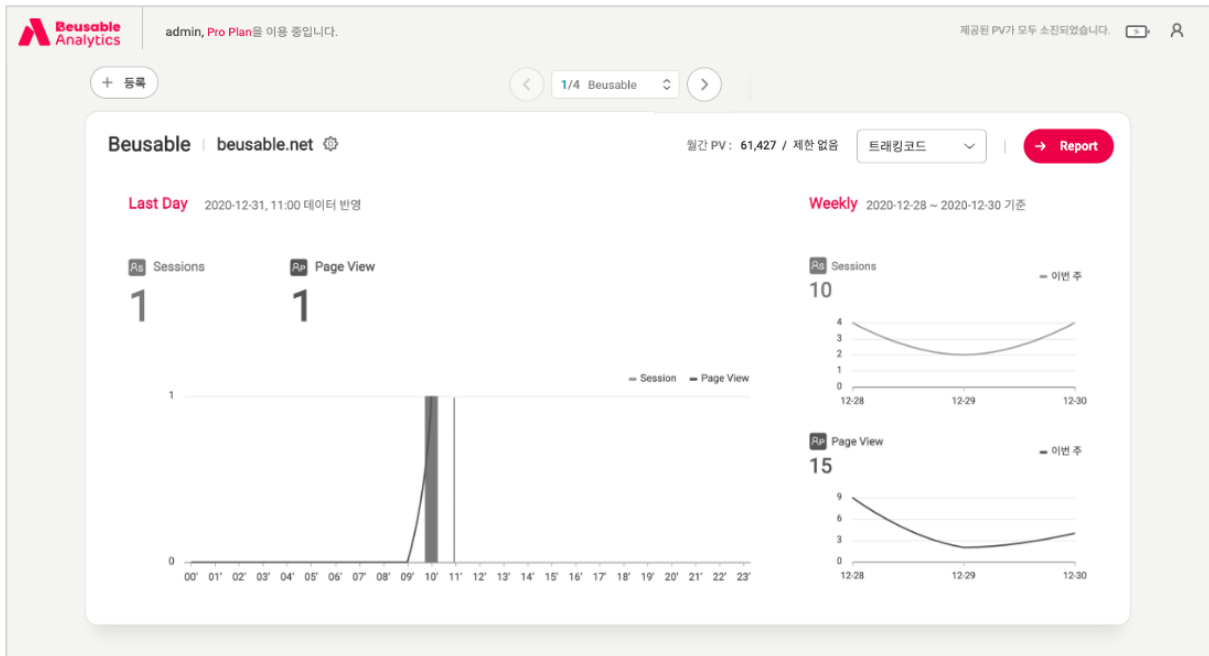 Beusable
Analytics
admin, Pro Plan을 이용 중입니다.
제공된 PV가 모두 소진되었습니다.
+ 등록
1/4 Beusable
Beusable | beusable.net
월간 PV : 61,427 / 제한 없음
트래킹코드
→ Report
Last Day 2020-12-31, 11:00 데이터 반영
Sessions
1
Page View
1
Session Page View
1
0
00' 01' 02' 03' 04' 05' 06' 07' 08' 09' 10' 11' 12' 13' 14' 15' 16' 17' 18' 19' 20' 21' 22' 23'
Weekly 2020-12-28 ~ 2020-12-30 기준
Rs Sessions
10
이번 주
4
3
2
1
0
12-28 12-29 12-30
Page View
15
이번 주
9
6
3
0
12-28 12-29 12-30